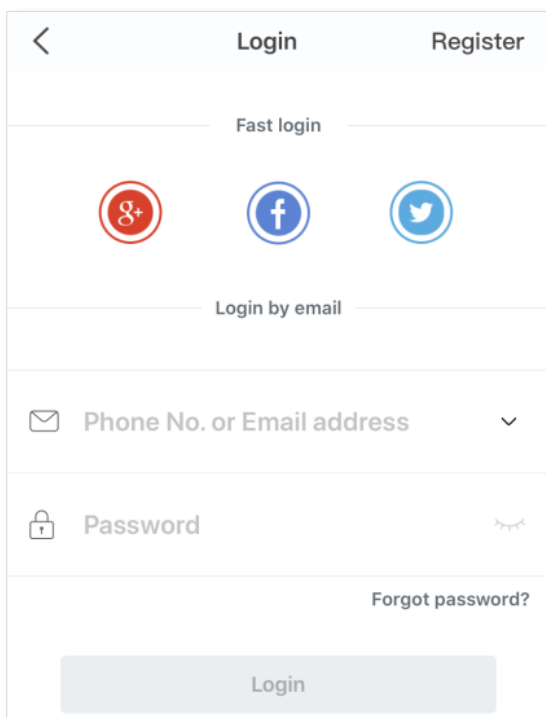 Login Register
Fast login
g+ f
Login by email
Phone No. or Email address
Password
Forgot password?
Login